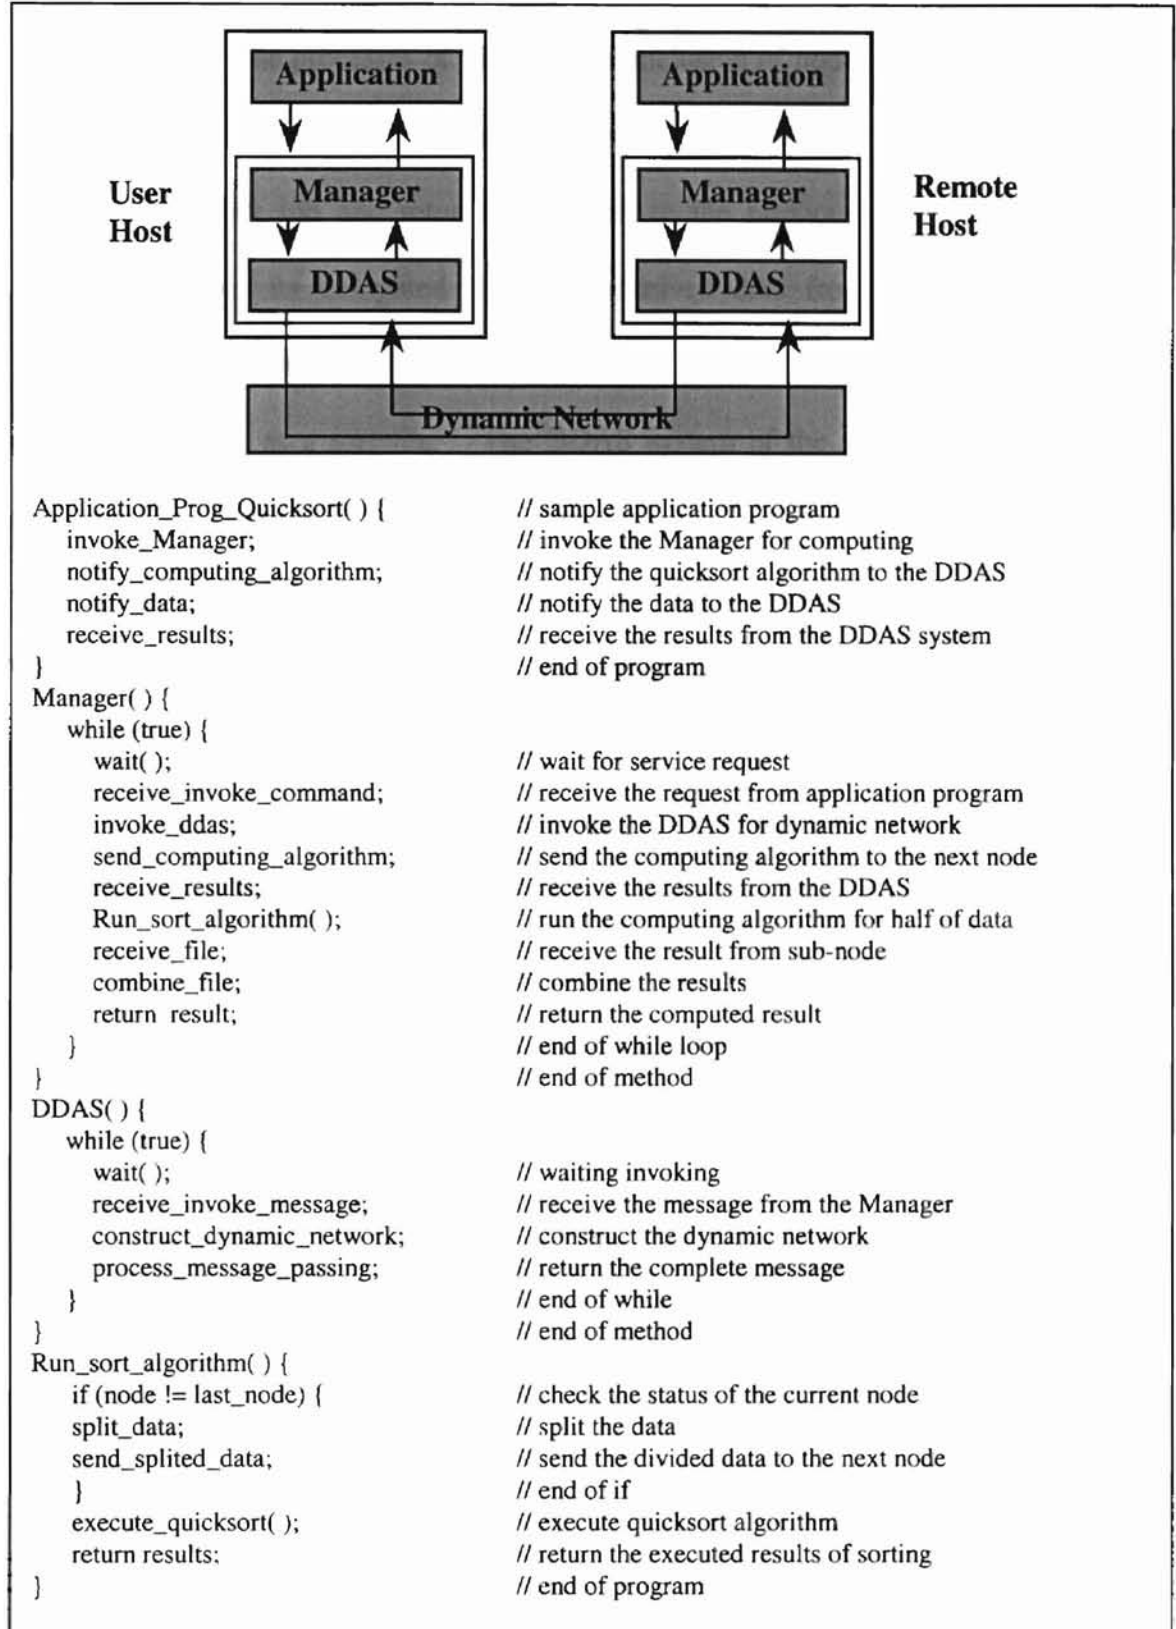 Application
Application
Manager
Manager
User
Host
Remote
Host
DDAS
DDAS
Dynamic Network
Application_Prog_Quicksort( ) { // sample application program
invoke_Manager; // invoke the Manager for computing
notify_computing_algorithm; // notify the quicksort algorithm to the DDAS
notify_data; // notify the data to the DDAS
receive_results; // receive the results from the DDAS system
} // end of program
Manager( ) {
while (true) {
wait( ); // wait for service request
receive_invoke_command; // receive the request from application program
invoke_ddas; // invoke the DDAS for dynamic network
send_computing_algorithm; // send the computing algorithm to the next node
receive_results; // receive the results from the DDAS
Run_sort_algorithm( ); // run the computing algorithm for half of data
receive_file; // receive the result from sub-node
combine_file; // combine the results
return result; // return the computed result
} // end of while loop
} // end of method
DDAS( ) {
while (true) {
wait( ); // waiting invoking
receive_invoke_message; // receive the message from the Manager
construct_dynamic_network; // construct the dynamic network
process_message_passing; // return the complete message
} // end of while
} // end of method
Run_sort_algorithm( ) {
if (node != last_node) { // check the status of the current node
split_data; // split the data
send_splited_data; // send the divided data to the next node
} // end of if
execute_quicksort( ); // execute quicksort algorithm
return results; // return the executed results of sorting
} // end of program